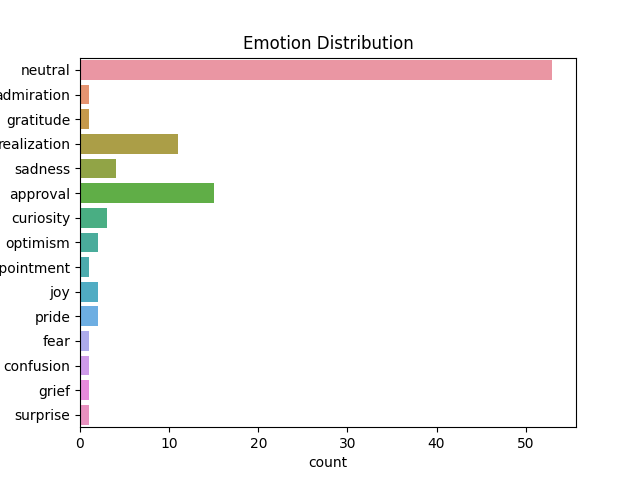 Emotion Distribution
neutral
admiration
gratitude
realization
sadness
approval
curiosity
optimism
pointment
joy
pride
fear
confusion
grief
surprise
0 10 20 30 40 50
count